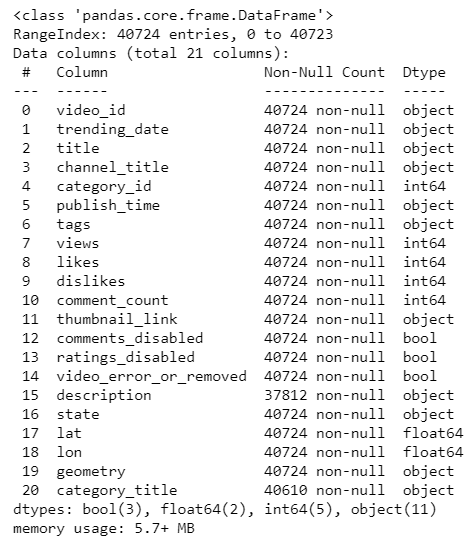 <class 'pandas.core.frame.DataFrame'>
RangeIndex: 40724 entries, 0 to 40723
Data columns (total 21 columns):
 #   Column                  Non-Null Count  Dtype
---  ------                  --------------  -----
 0   video_id                40724 non-null  object
 1   trending_date           40724 non-null  object
 2   title                   40724 non-null  object
 3   channel_title           40724 non-null  object
 4   category_id             40724 non-null  int64
 5   publish_time            40724 non-null  object
 6   tags                    40724 non-null  object
 7   views                   40724 non-null  int64
 8   likes                   40724 non-null  int64
 9   dislikes                40724 non-null  int64
 10  comment_count           40724 non-null  int64
 11  thumbnail_link          40724 non-null  object
 12  comments_disabled       40724 non-null  bool
 13  ratings_disabled        40724 non-null  bool
 14  video_error_or_removed  40724 non-null  bool
 15  description             37812 non-null  object
 16  state                   40724 non-null  object
 17  lat                     40724 non-null  float64
 18  lon                     40724 non-null  float64
 19  geometry                40724 non-null  object
 20  category_title          40610 non-null  object
dtypes: bool(3), float64(2), int64(5), object(11)
memory usage: 5.7+ MB